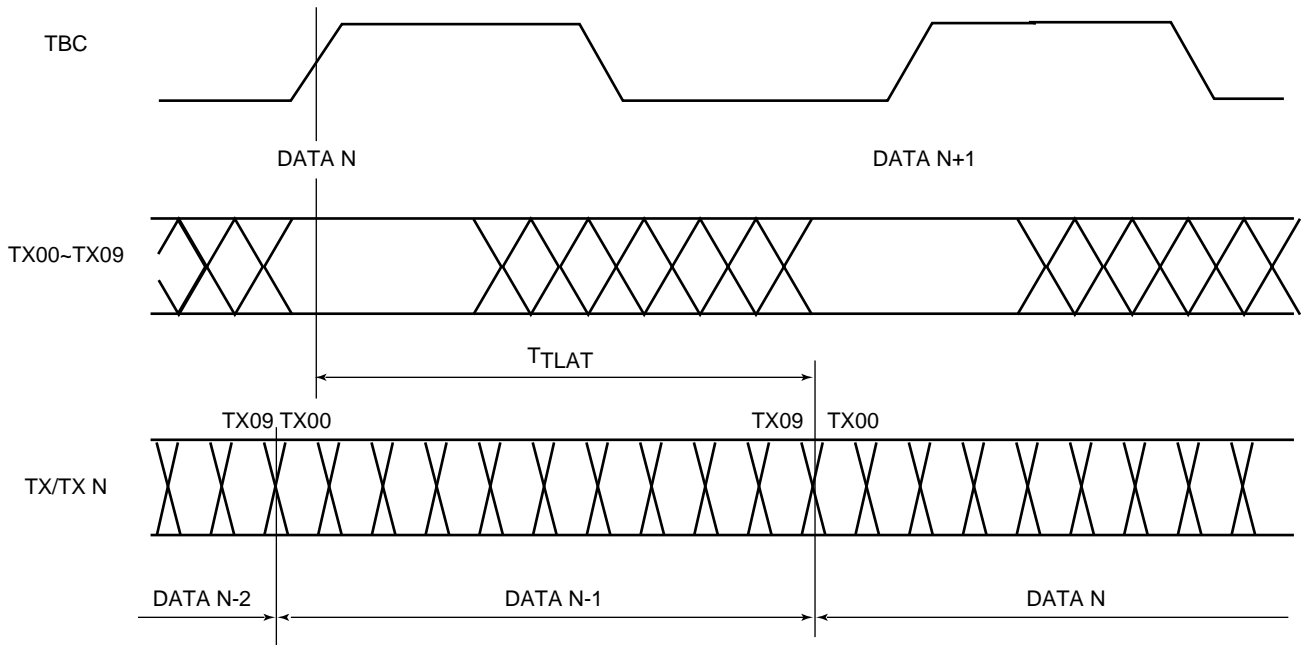 TBC
DATA N DATA N+1
TX00~TX09
TTLAT
TX09 TX00 TX09 TX00
TX/TX N
DATA N-2 DATA N-1 DATA N